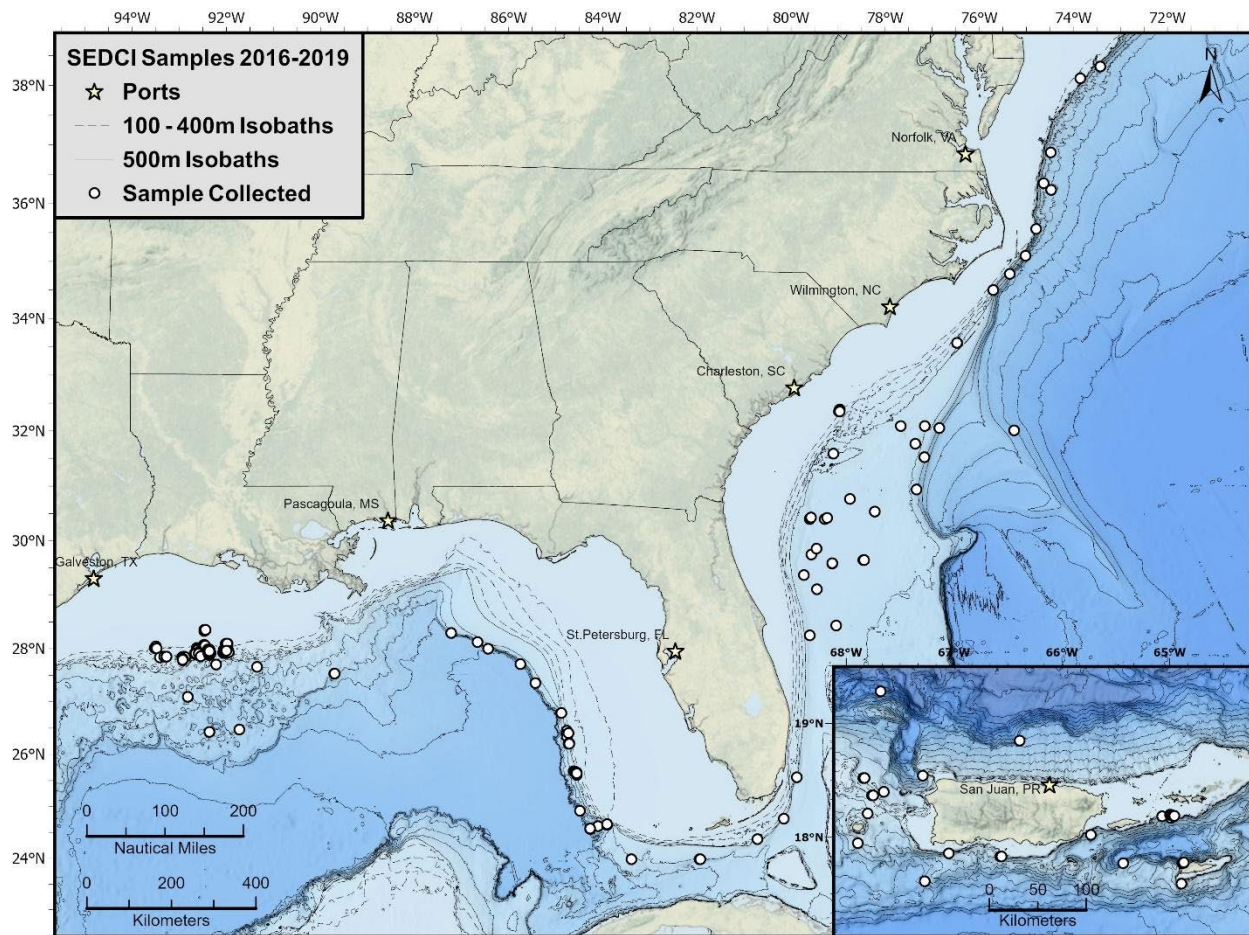 94°W 92°W 90°W 88°W 86°W 84°W 82°W 80°W 78°W 76°W 74°W 72°W
SEDCI Samples 2016-2019
Ports
100 - 400m Isobaths
500m Isobaths
Sample Collected
N
38°N
Norfolk, VA
36°N
Wilmington, NC
34°N
Charleston, SC
32°N
Pascagoula, MS
30°N
Galveston, TX
St.Petersburg, FL
28°N
68°W 67°W 66°W 65°W
19°N
26°N
San Juan, PR
0 100 200
Nautical Miles
18°N
24°N
0 200 400
Kilometers
0 50 100
Kilometers